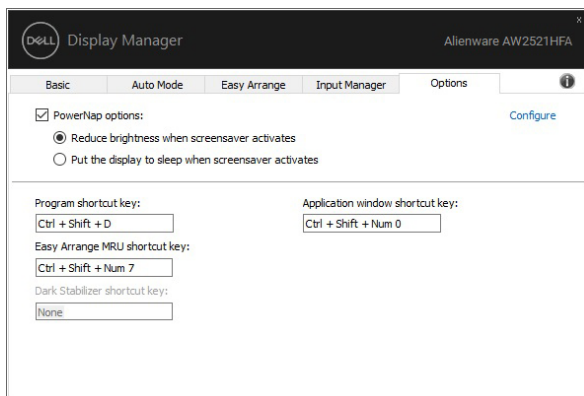 DELL Display Manager
Alienware AW2521HFA
x
Basic Auto Mode Easy Arrange Input Manager Options i
PowerNap options: Configure
Reduce brightness when screensaver activates
Put the display to sleep when screensaver activates
Program shortcut key: Application window shortcut key:
Ctrl + Shift + D Ctrl + Shift + Num 0
Easy Arrange MRU shortcut key:
Ctrl + Shift + Num 7
Dark Stabilizer shortcut key:
None